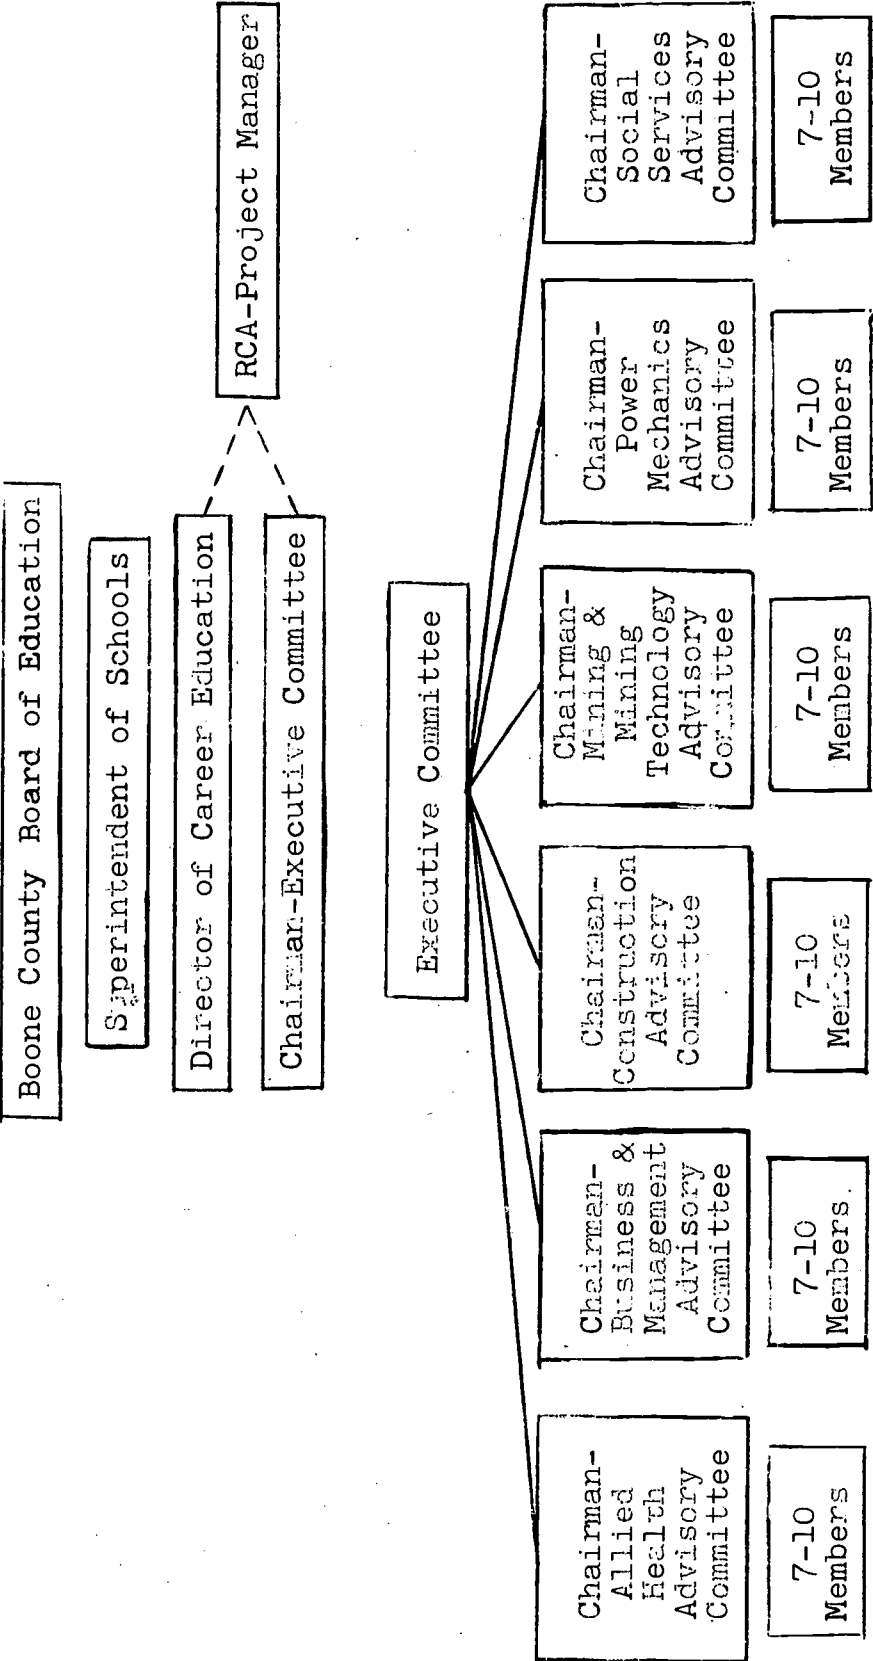 Boone County Board of Education
Superintendent of Schools
Director of Career Education
Chairman-Executive Committee
RCA-Project Manager
Executive Committee
Chairman-
Allied
Health
Advisory
Committee
7-10
Members
Chairman-
Business &
Management
Advisory
Committee
7-10
Members
Chairman-
Construction
Advisory
Committee
7-10
Members
Chairman-
Mining &
Mining
Technology
Advisory
Committee
7-10
Members
Chairman-
Power
Mechanics
Advisory
Committee
7-10
Members
Chairman-
Social
Services
Advisory
Committee
7-10
Members